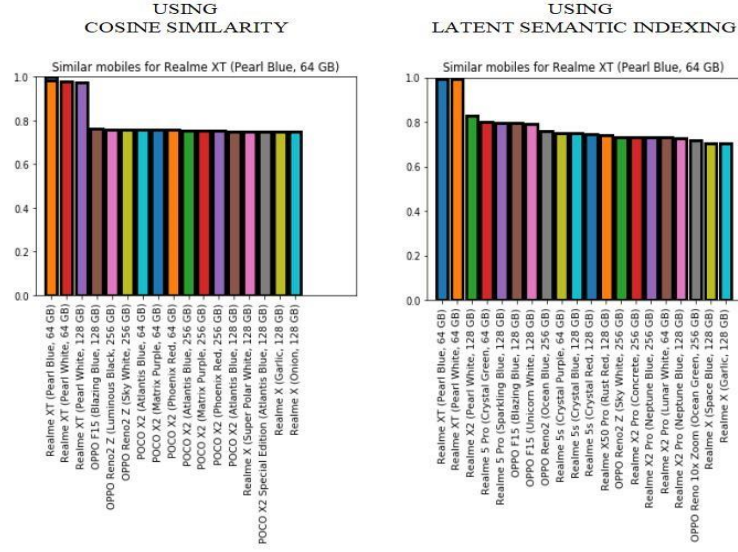 USING
COSINE SIMILARITY
Similar mobiles for Realme XT (Pearl Blue, 64 GB)
1.0
0.8
0.6
0.4
0.2
0.0
Realme XT (Pearl Blue, 64 GB)
Realme XT (Pearl White, 64 GB)
Realme XT (Pearl White, 128 GB)
OPPO F15 (Blazing Blue, 128 GB)
OPPO Reno2 Z (Luminous Black, 256 GB)
OPPO Reno2 Z (Sky White, 256 GB)
POCO X2 (Atlantis Blue, 64 GB)
POCO X2 (Matrix Purple, 64 GB)
POCO X2 (Phoenix Red, 64 GB)
POCO X2 (Atlantis Blue, 256 GB)
POCO X2 (Matrix Purple, 256 GB)
POCO X2 (Phoenix Red, 256 GB)
POCO X2 (Atlantis Blue, 128 GB)
Realme X (Super Polar White, 128 GB)
POCO X2 Special Edition (Atlantis Blue, 128 GB)
Realme X (Garlic, 128 GB)
Realme X (Onion, 128 GB)
USING
LATENT SEMANTIC INDEXING
Similar mobiles for Realme XT (Pearl Blue, 64 GB)
1.0
0.8
0.6
0.4
0.2
0.0
Realme XT (Pearl Blue, 64 GB)
Realme XT (Pearl White, 64 GB)
Realme X2 (Pearl White, 128 GB)
Realme 5 Pro (Crystal Green, 64 GB)
Realme 5 Pro (Sparkling Blue, 128 GB)
OPPO F15 (Blazing Blue, 128 GB)
OPPO F15 (Unicorn White, 128 GB)
OPPO Reno2 (Ocean Blue, 256 GB)
Realme 5s (Crystal Purple, 64 GB)
Realme 5s (Crystal Blue, 128 GB)
Realme 5s (Crystal Red, 128 GB)
Realme X50 Pro (Rust Red, 128 GB)
OPPO Reno2 Z (Sky White, 256 GB)
Realme X2 Pro (Concrete, 256 GB)
Realme X2 Pro (Neptune Blue, 256 GB)
Realme X2 Pro (Lunar White, 64 GB)
Realme X2 Pro (Neptune Blue, 128 GB)
OPPO Reno 10x Zoom (Ocean Green, 256 GB)
Realme X (Space Blue, 128 GB)
Realme X (Garlic, 128 GB)